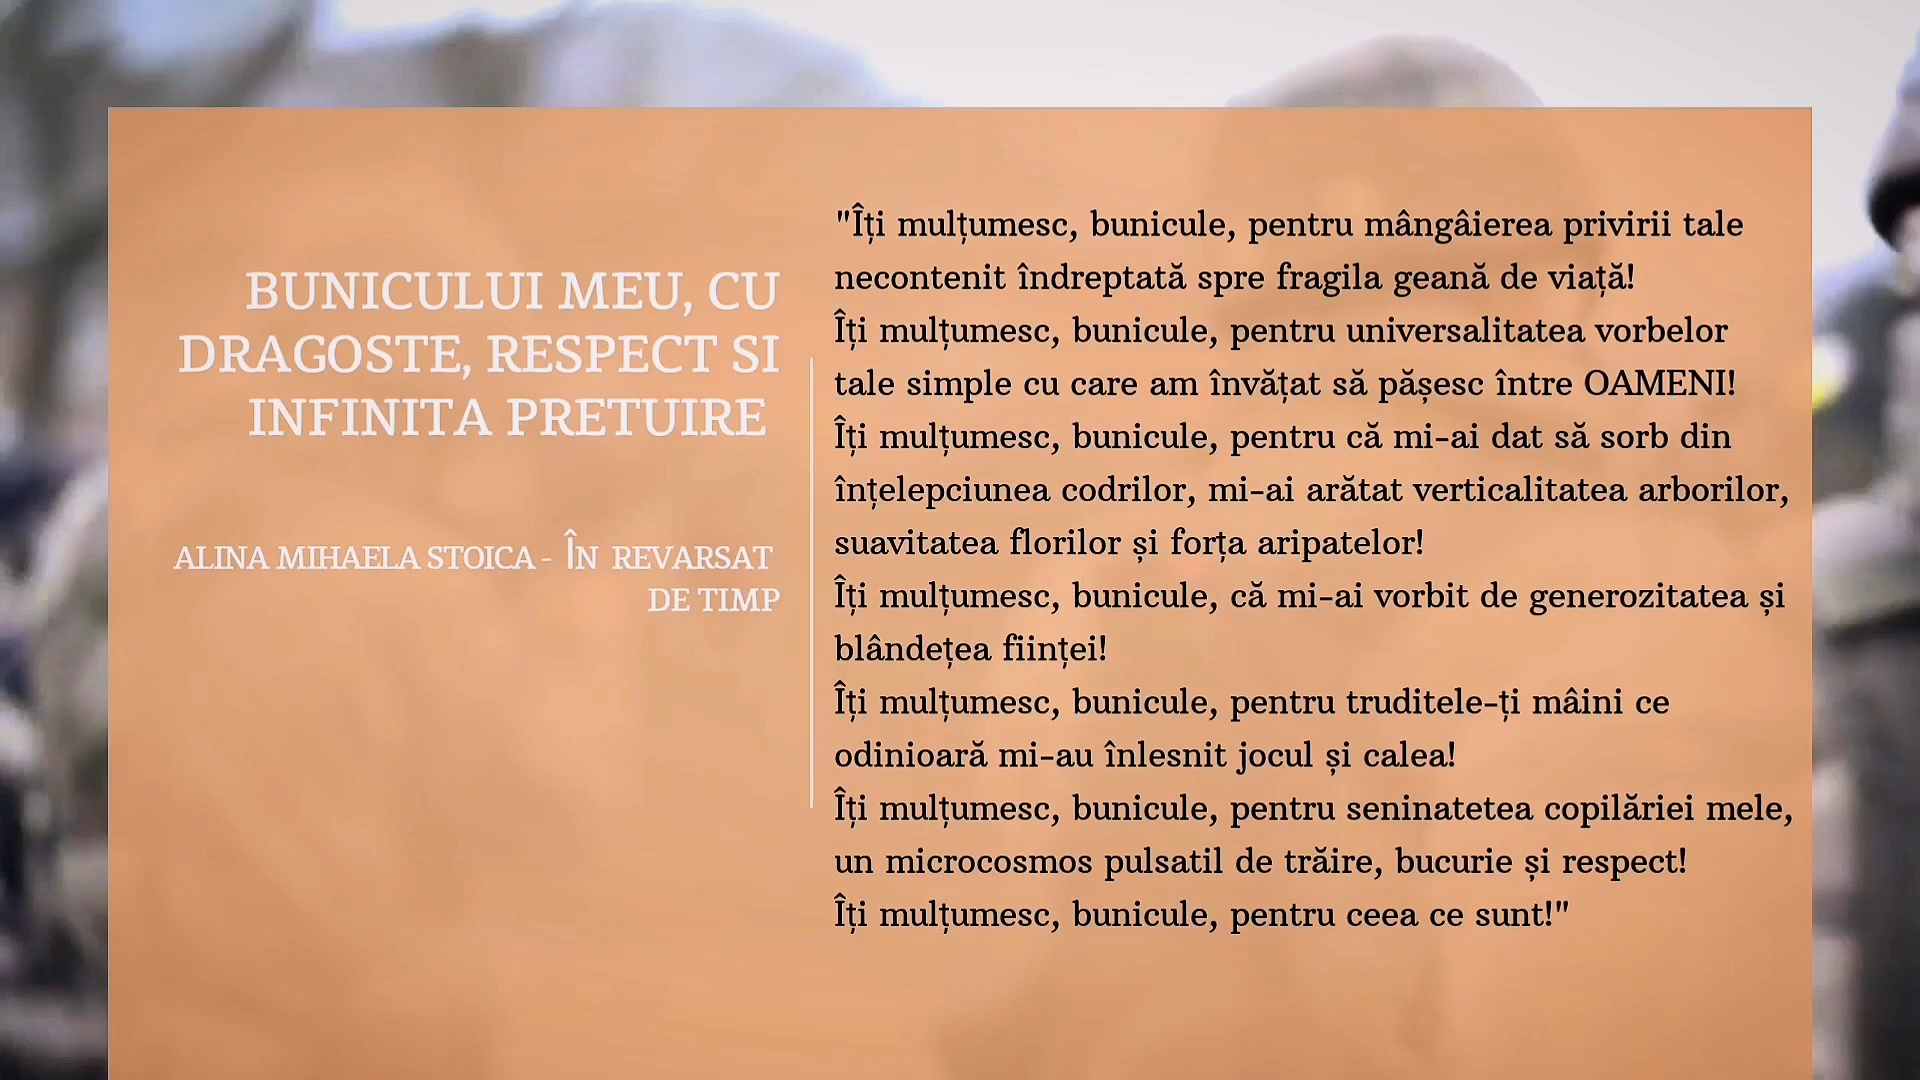 BUNICULUI MEU, CU
DRAGOSTE, RESPECT SI
INFINITA PRETUIRE
ALINA MIHAELA STOICA - ÎN REVARSAT
DE TIMP
"Îți mulțumesc, bunicule, pentru mângâierea privirii tale
necontenit îndreptată spre fragila geană de viață!
Îți mulțumesc, bunicule, pentru universalitatea vorbelor
tale simple cu care am învățat să pășesc între OAMENI!
Îți mulțumesc, bunicule, pentru că mi-ai dat să sorb din
înțelepciunea codrilor, mi-ai arătat verticalitatea arborilor,
suavitatea florilor și forța aripatelor!
Îți mulțumesc, bunicule, că mi-ai vorbit de generozitatea și
blândețea ființei!
Îți mulțumesc, bunicule, pentru truditele-ți mâini ce
odinioară mi-au înlesnit jocul și calea!
Îți mulțumesc, bunicule, pentru seninatetea copilăriei mele,
un microcosmos pulsatil de trăire, bucurie și respect!
Îți mulțumesc, bunicule, pentru ceea ce sunt!"